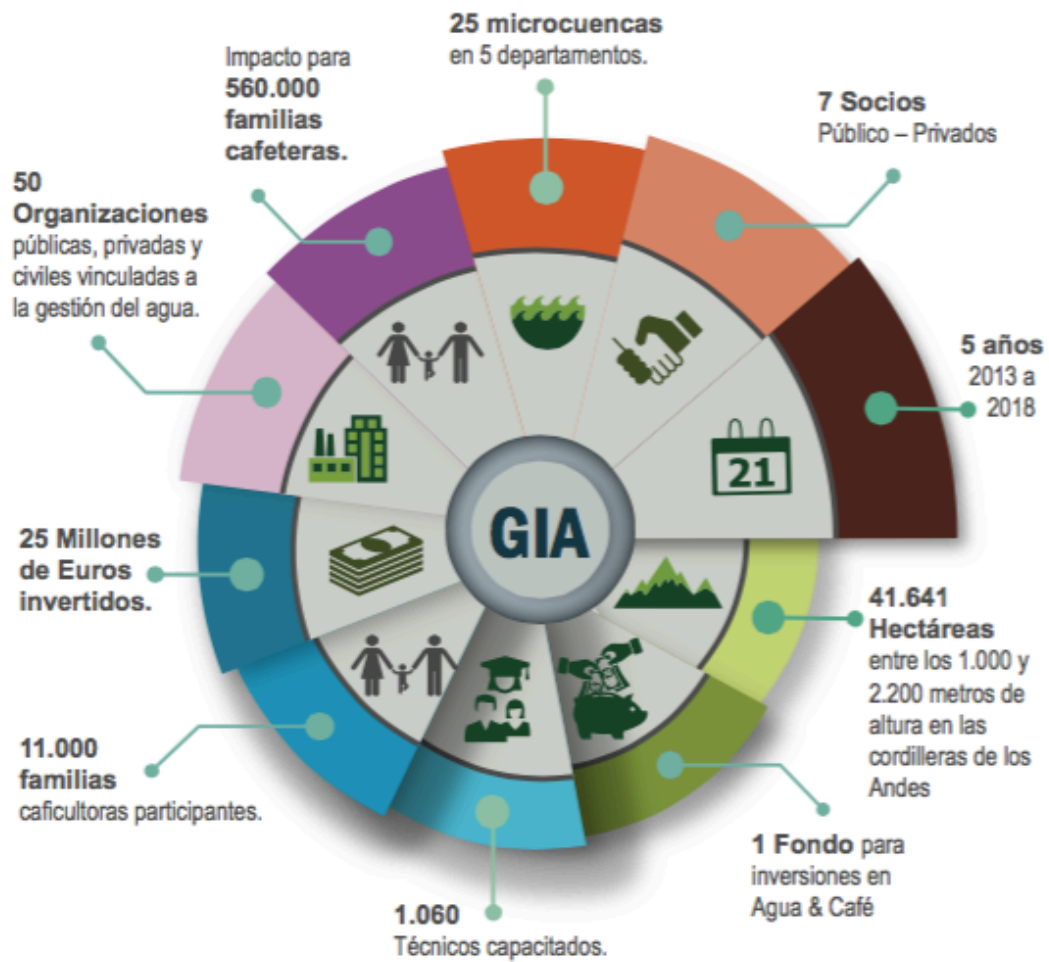 25 microcuencas
en 5 departamentos.
Impacto para
560.000
familias
cafeteras.
7 Socios
Público – Privados
50
Organizaciones
públicas, privadas y
civiles vinculadas a
la gestión del agua.
5 años
2013 a
2018
21
GIA
25 Millones
de Euros
invertidos.
41.641
Hectáreas
entre los 1.000 y
2.200 metros de
altura en las
cordilleras de los
Andes
11.000
familias
caficultoras participantes.
1 Fondo para
inversiones en
Agua & Café
1.060
Técnicos capacitados.